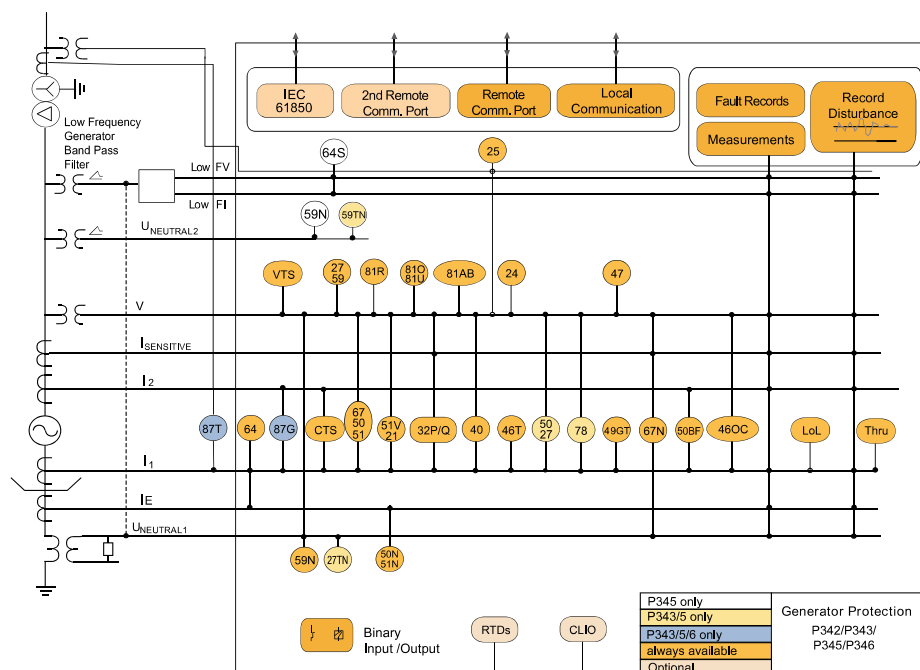 IEC
61850
2nd Remote
Comm. Port
Remote
Comm. Port
Local
Communication
Fault Records
Measurements
Record
Disturbance
Low Frequency
Generator
Band Pass
Filter
64S
25
Low FV
Low FI
59N
59TN
UNEUTRAL2
VTS
27
59
81R
81O
81U
81AB
24
47
V
ISENSITIVE
I2
87T
64
87G
CTS
67
50
51
51V
21
32P/Q
40
46T
50
27
78
49GT
67N
50BF
46OC
LoL
Thru
I1
IE
UNEUTRAL1
59N
27TN
50N
51N
Binary
Input /Output
RTDs
CLIO
P345 only
P343/5 only
P343/5/6 only
always available
Optional
Generator Protection
P342/P343/
P345/P346